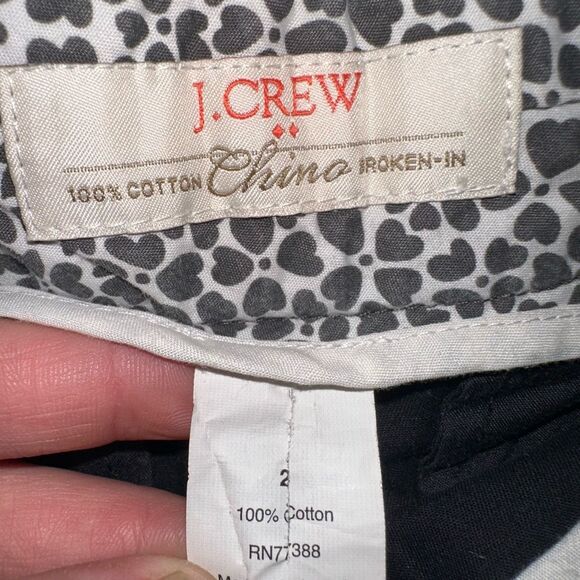 J.CREW
100% COTTON Chino BROKEN-IN
2
100% Cotton
RN77388